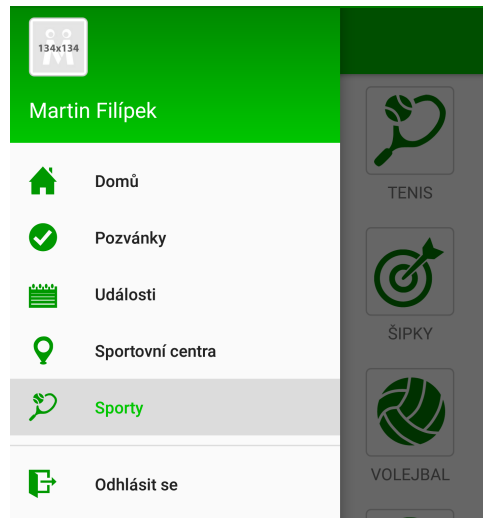 134x134
Martin Filípek
Domů
Pozvánky
Události
Sportovní centra
Sporty
Odhlásit se
TENIS
ŠIPKY
VOLEJBAL